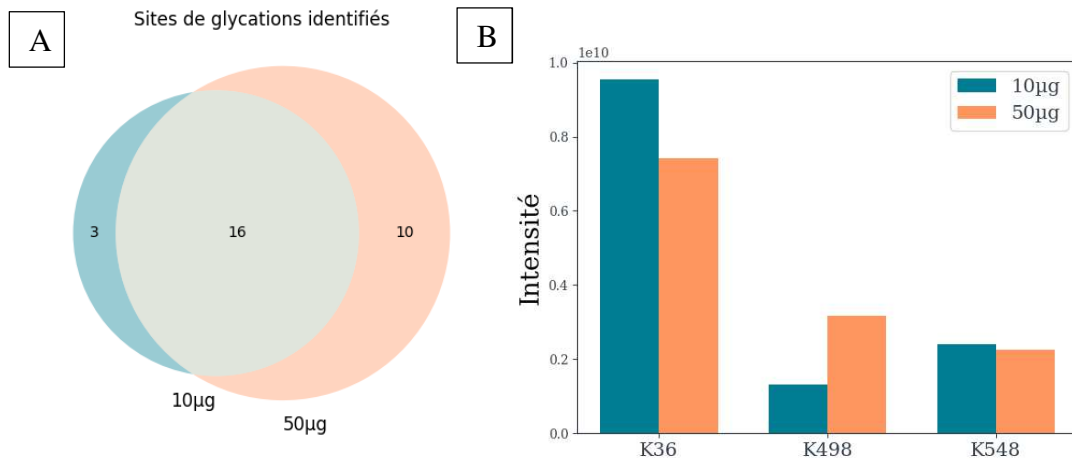 A
Sites de glycations identifiés
3
16
10
10µg
50µg
B
1e10
1.0
0.8
0.6
0.4
0.2
0.0
Intensité
10µg
50µg
K36
K498
K548